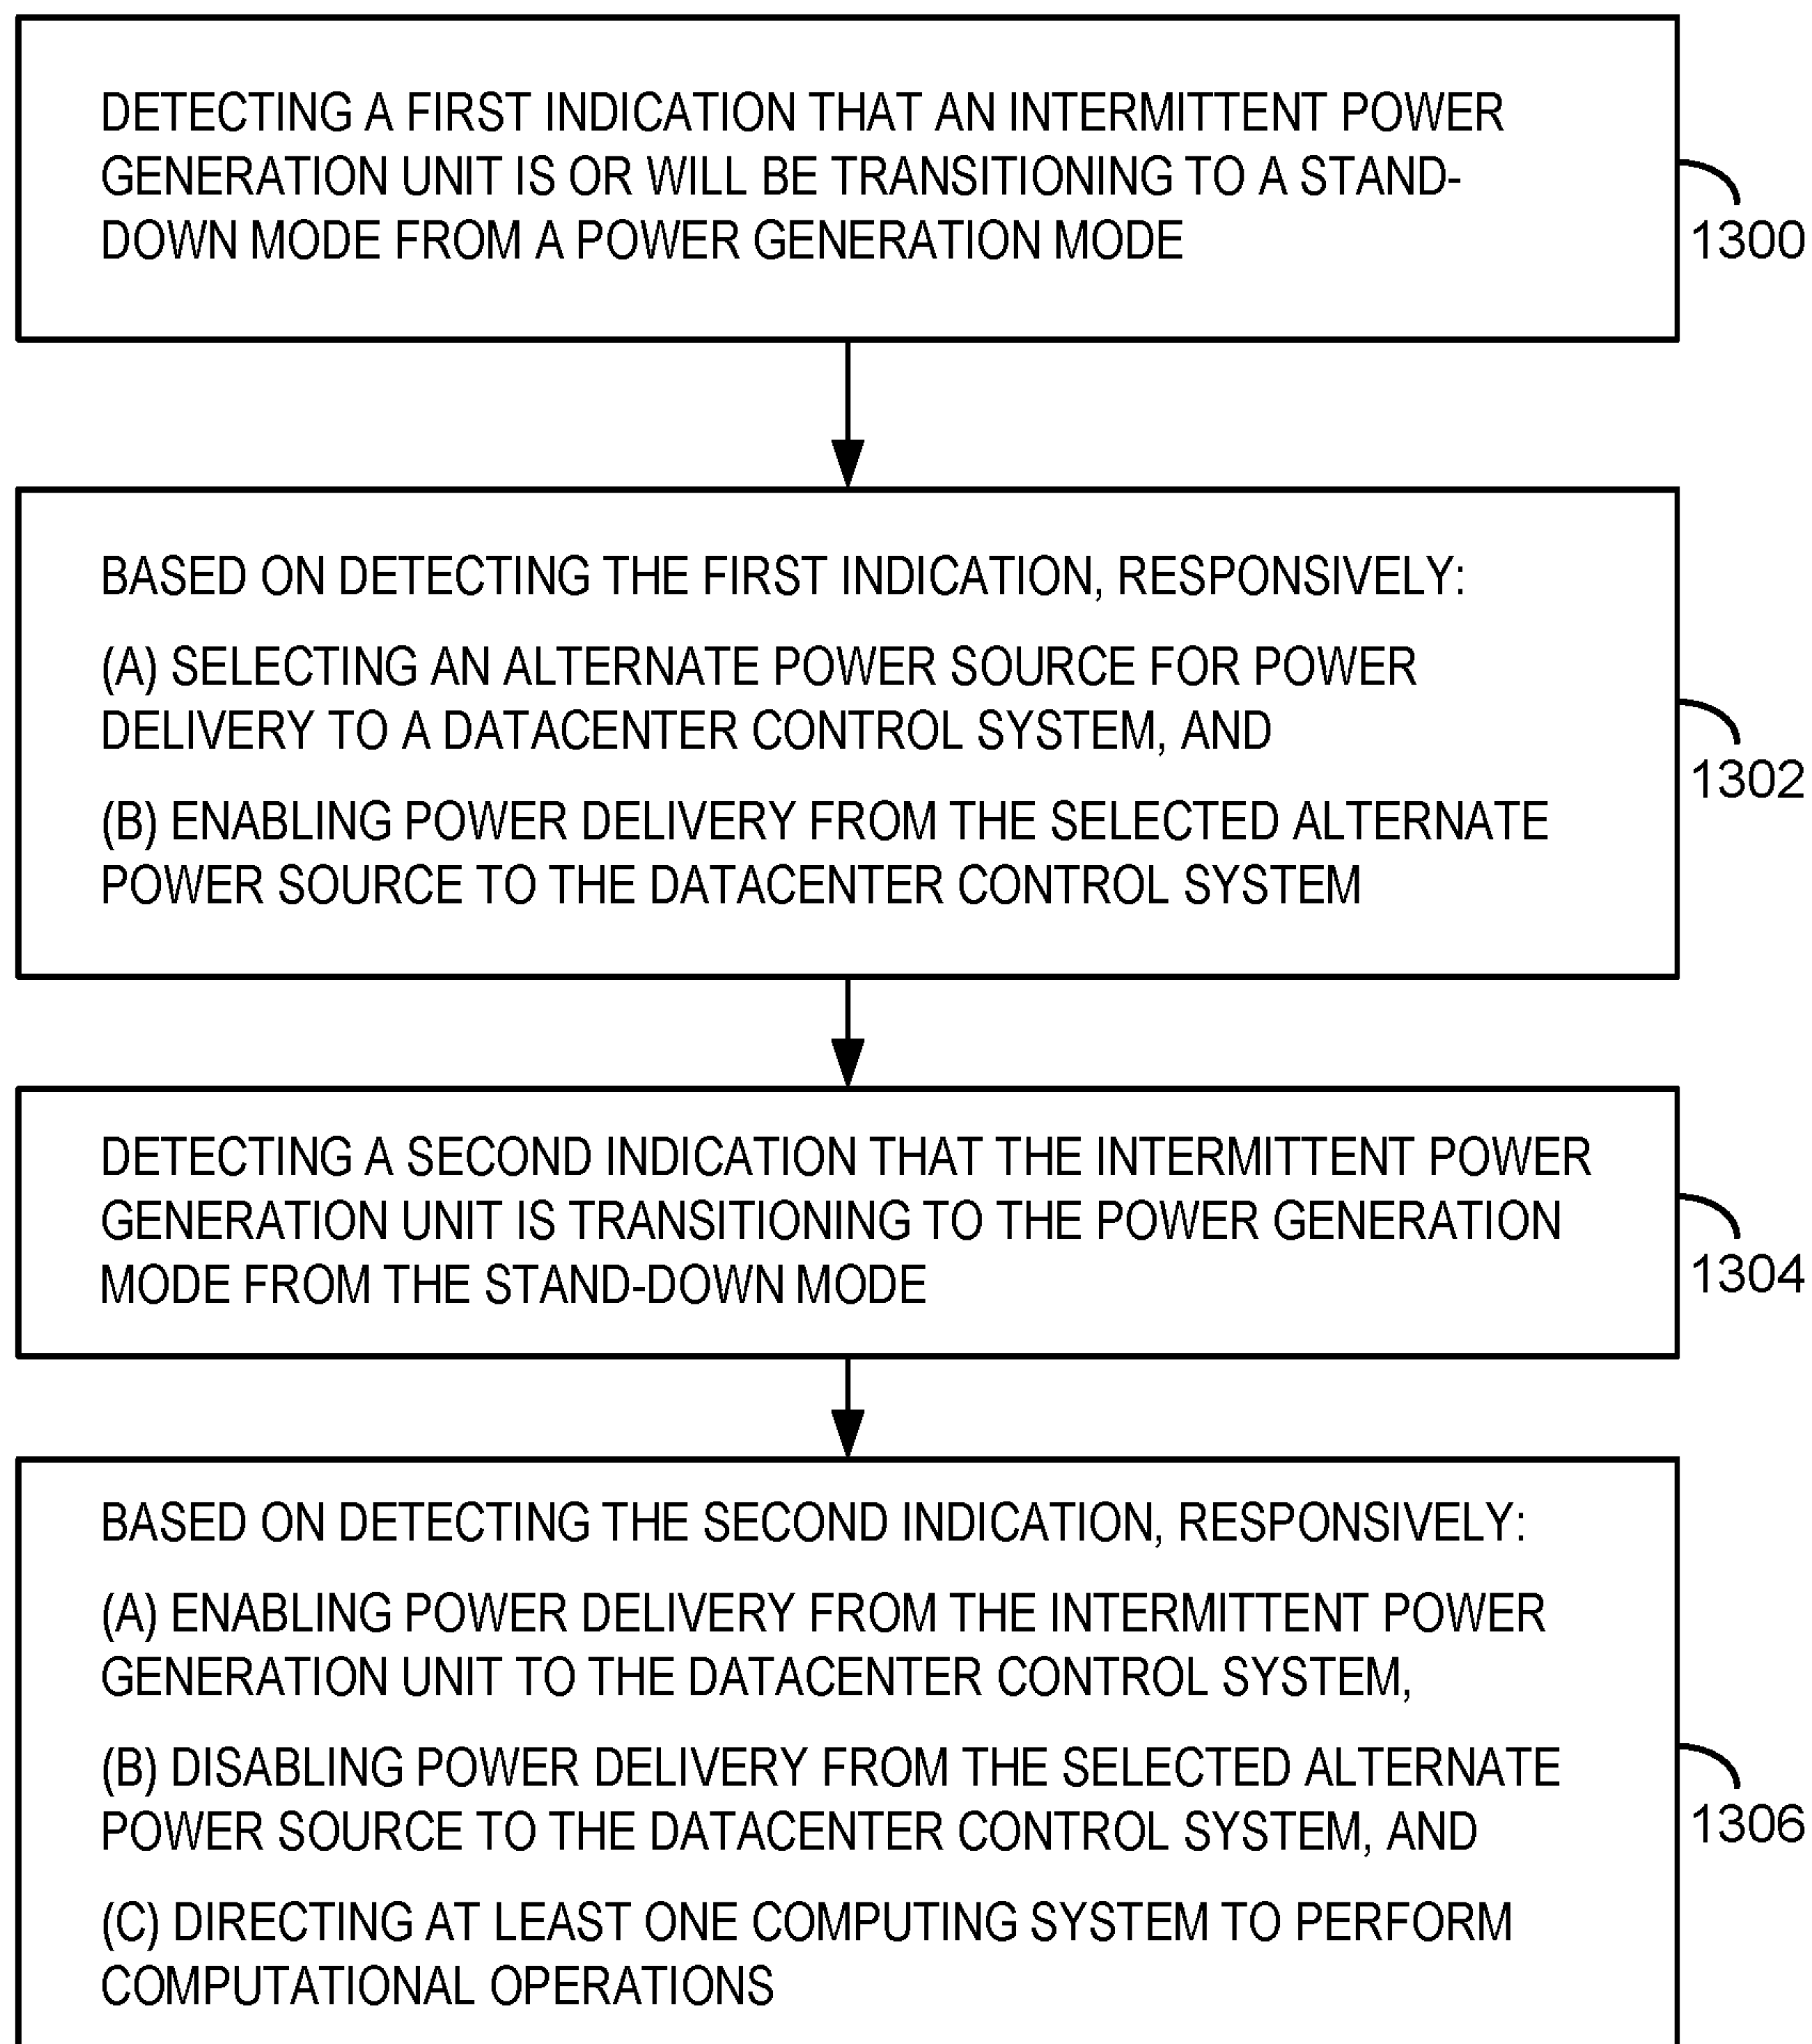 DETECTING A FIRST INDICATION THAT AN INTERMITTENT POWER
GENERATION UNIT IS OR WILL BE TRANSITIONING TO A STAND-
DOWN MODE FROM A POWER GENERATION MODE
1300
BASED ON DETECTING THE FIRST INDICATION, RESPONSIVELY:
(A) SELECTING AN ALTERNATE POWER SOURCE FOR POWER
DELIVERY TO A DATACENTER CONTROL SYSTEM, AND
(B) ENABLING POWER DELIVERY FROM THE SELECTED ALTERNATE
POWER SOURCE TO THE DATACENTER CONTROL SYSTEM
1302
DETECTING A SECOND INDICATION THAT THE INTERMITTENT POWER
GENERATION UNIT IS TRANSITIONING TO THE POWER GENERATION
MODE FROM THE STAND-DOWN MODE
1304
BASED ON DETECTING THE SECOND INDICATION, RESPONSIVELY:
(A) ENABLING POWER DELIVERY FROM THE INTERMITTENT POWER
GENERATION UNIT TO THE DATACENTER CONTROL SYSTEM,
(B) DISABLING POWER DELIVERY FROM THE SELECTED ALTERNATE
POWER SOURCE TO THE DATACENTER CONTROL SYSTEM, AND
(C) DIRECTING AT LEAST ONE COMPUTING SYSTEM TO PERFORM
COMPUTATIONAL OPERATIONS
1306